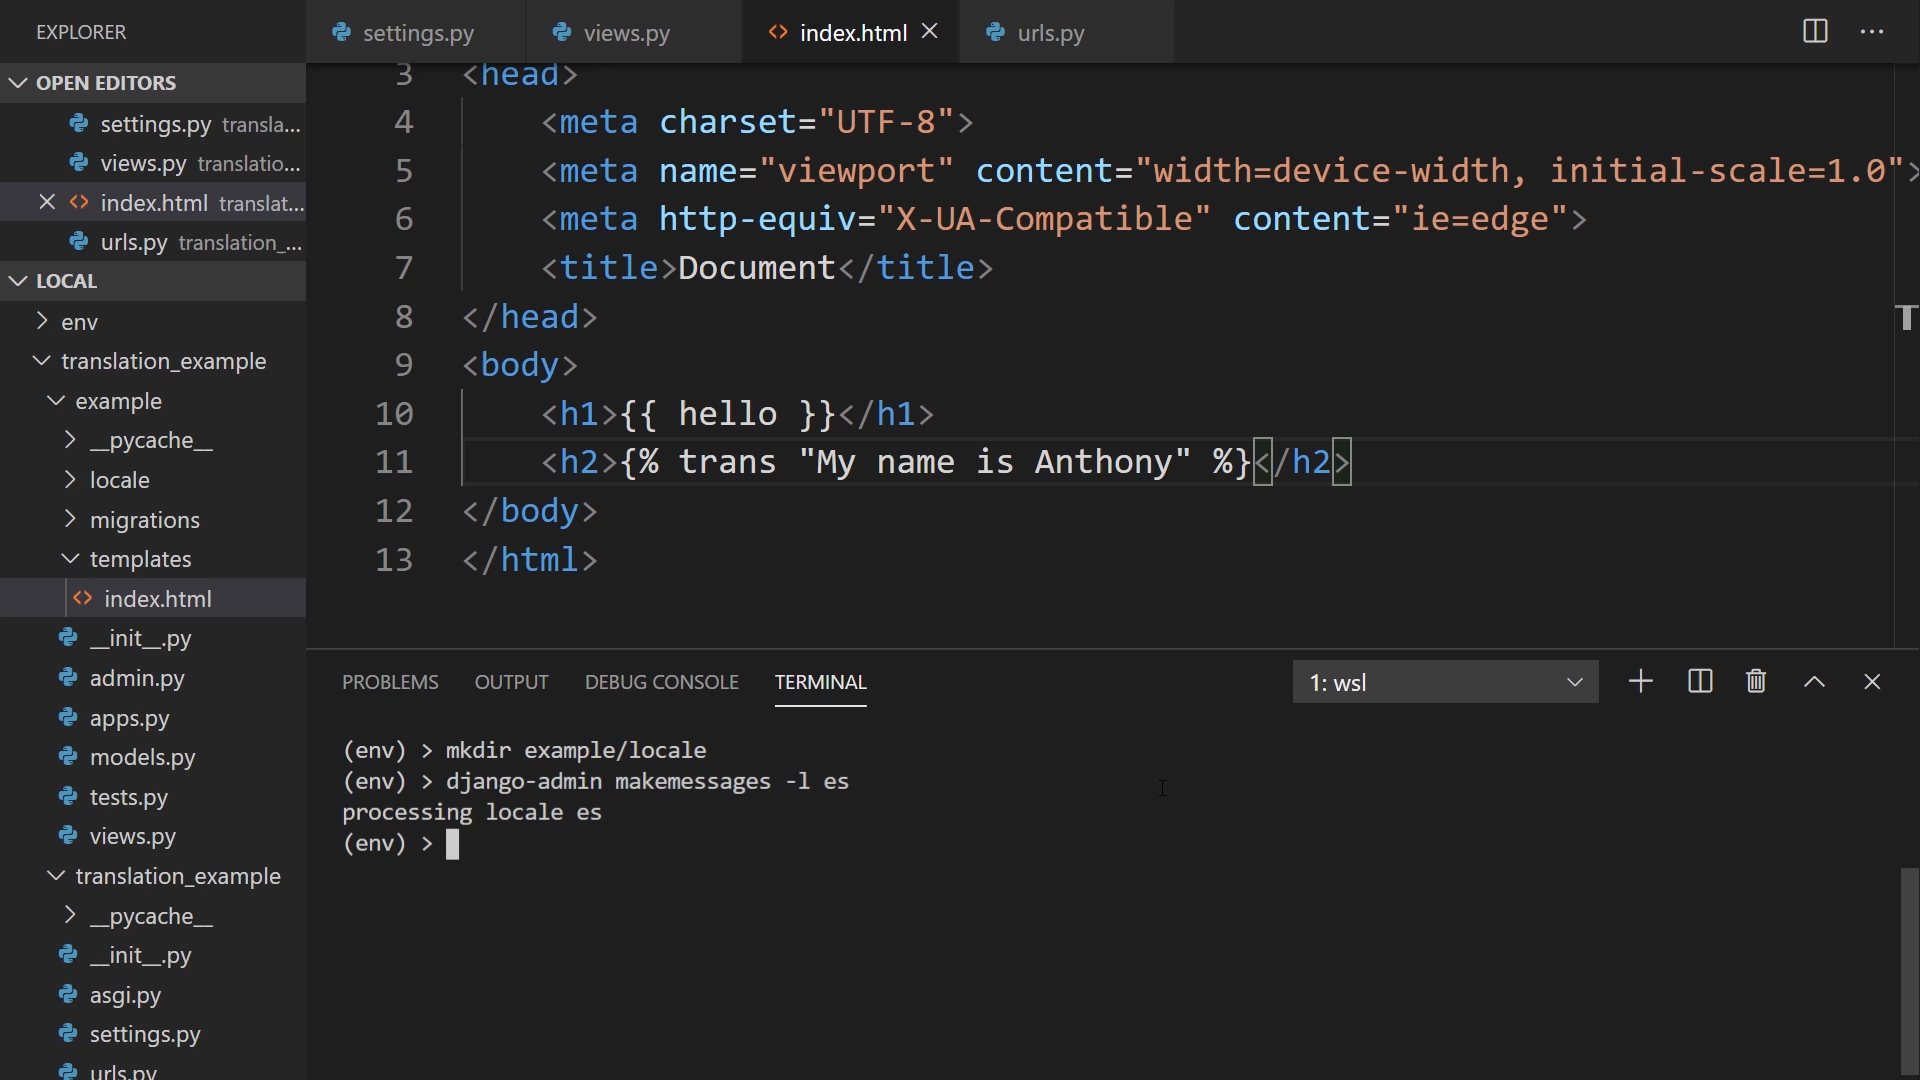 EXPLORER
OPEN EDITORS
settings.py transla...
views.py translatio...
index.html translat...
urls.py translation_...
LOCAL
env
translation_example
example
__pycache__
locale
migrations
templates
index.html
__init__.py
admin.py
apps.py
models.py
tests.py
views.py
translation_example
__pycache__
__init__.py
asgi.py
settings.py
urls.py
settings.py views.py index.html urls.py
3 <head>
4 <meta charset="UTF-8">
5 <meta name="viewport" content="width=device-width, initial-scale=1.0">
6 <meta http-equiv="X-UA-Compatible" content="ie=edge">
7 <title>Document</title>
8 </head>
9 <body>
10 <h1>{{ hello }}</h1>
11 <h2>{% trans "My name is Anthony" %}</h2>
12 </body>
13 </html>
PROBLEMS OUTPUT DEBUG CONSOLE TERMINAL 1: wsl
(env) > mkdir example/locale
(env) > django-admin makemessages -l es
processing locale es
(env) >